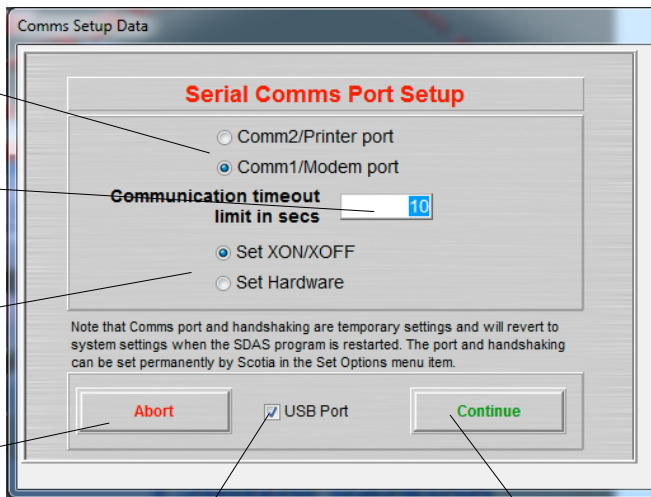 Comms Setup Data
Serial Comms Port Setup
Comm2/Printer port
Comm1/Modem port
Communication timeout
limit in secs
10
Set XON/XOFF
Set Hardware
Note that Comms port and handshaking are temporary settings and will revert to
system settings when the SDAS program is restarted. The port and handshaking
can be set permanently by Scotia in the Set Options menu item.
Abort
USB Port
Continue